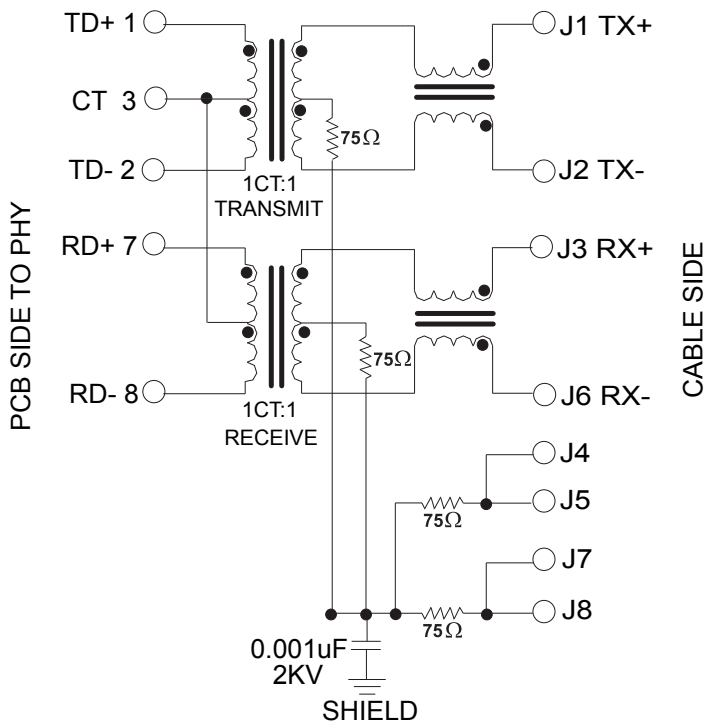 TD+ 1
J1 TX+
CT 3
75Ω
TD- 2
J2 TX-
1CT:1
TRANSMIT
RD+ 7
J3 RX+
PCB SIDE TO PHY
CABLE SIDE
75Ω
RD- 8
J6 RX-
1CT:1
RECEIVE
J4
J5
75Ω
J7
J8
75Ω
0.001uF
2KV
SHIELD